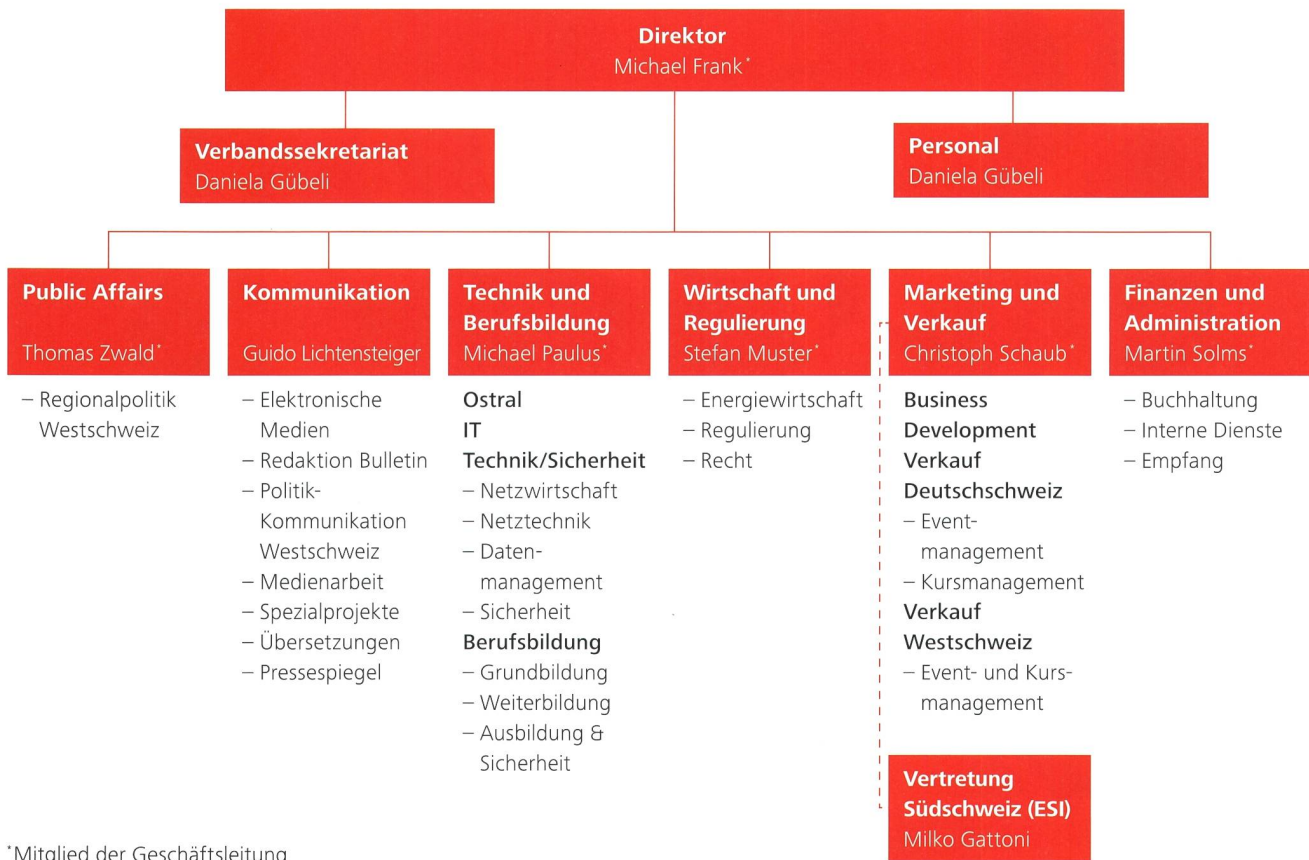 Direktor
Michael Frank*
Verbandssekretariat
Daniela Gübeli
Personal
Daniela Gübeli
Public Affairs
Thomas Zwald*
– Regionalpolitik
Westschweiz
Kommunikation
Guido Lichtensteiger
– Elektronische
Medien
– Redaktion Bulletin
– Politik-
Kommunikation
Westschweiz
– Medienarbeit
– Spezialprojekte
– Übersetzungen
– Pressespiegel
Technik und
Berufsbildung
Michael Paulus*
Ostral
IT
Technik/Sicherheit
– Netzwirtschaft
– Netztechnik
– Daten-
management
– Sicherheit
Berufsbildung
– Grundbildung
– Weiterbildung
– Ausbildung &
Sicherheit
Wirtschaft und
Regulierung
Stefan Muster*
– Energiewirtschaft
– Regulierung
– Recht
Marketing und
Verkauf
Christoph Schaub*
Business
Development
Verkauf
Deutschschweiz
– Event-
management
– Kursmanagement
Verkauf
Westschweiz
– Event- und Kurs-
management
Vertretung
Südschweiz (ESI)
Milko Gattoni
Finanzen und
Administration
Martin Solms*
– Buchhaltung
– Interne Dienste
– Empfang
*Mitglied der Geschäftsleitung